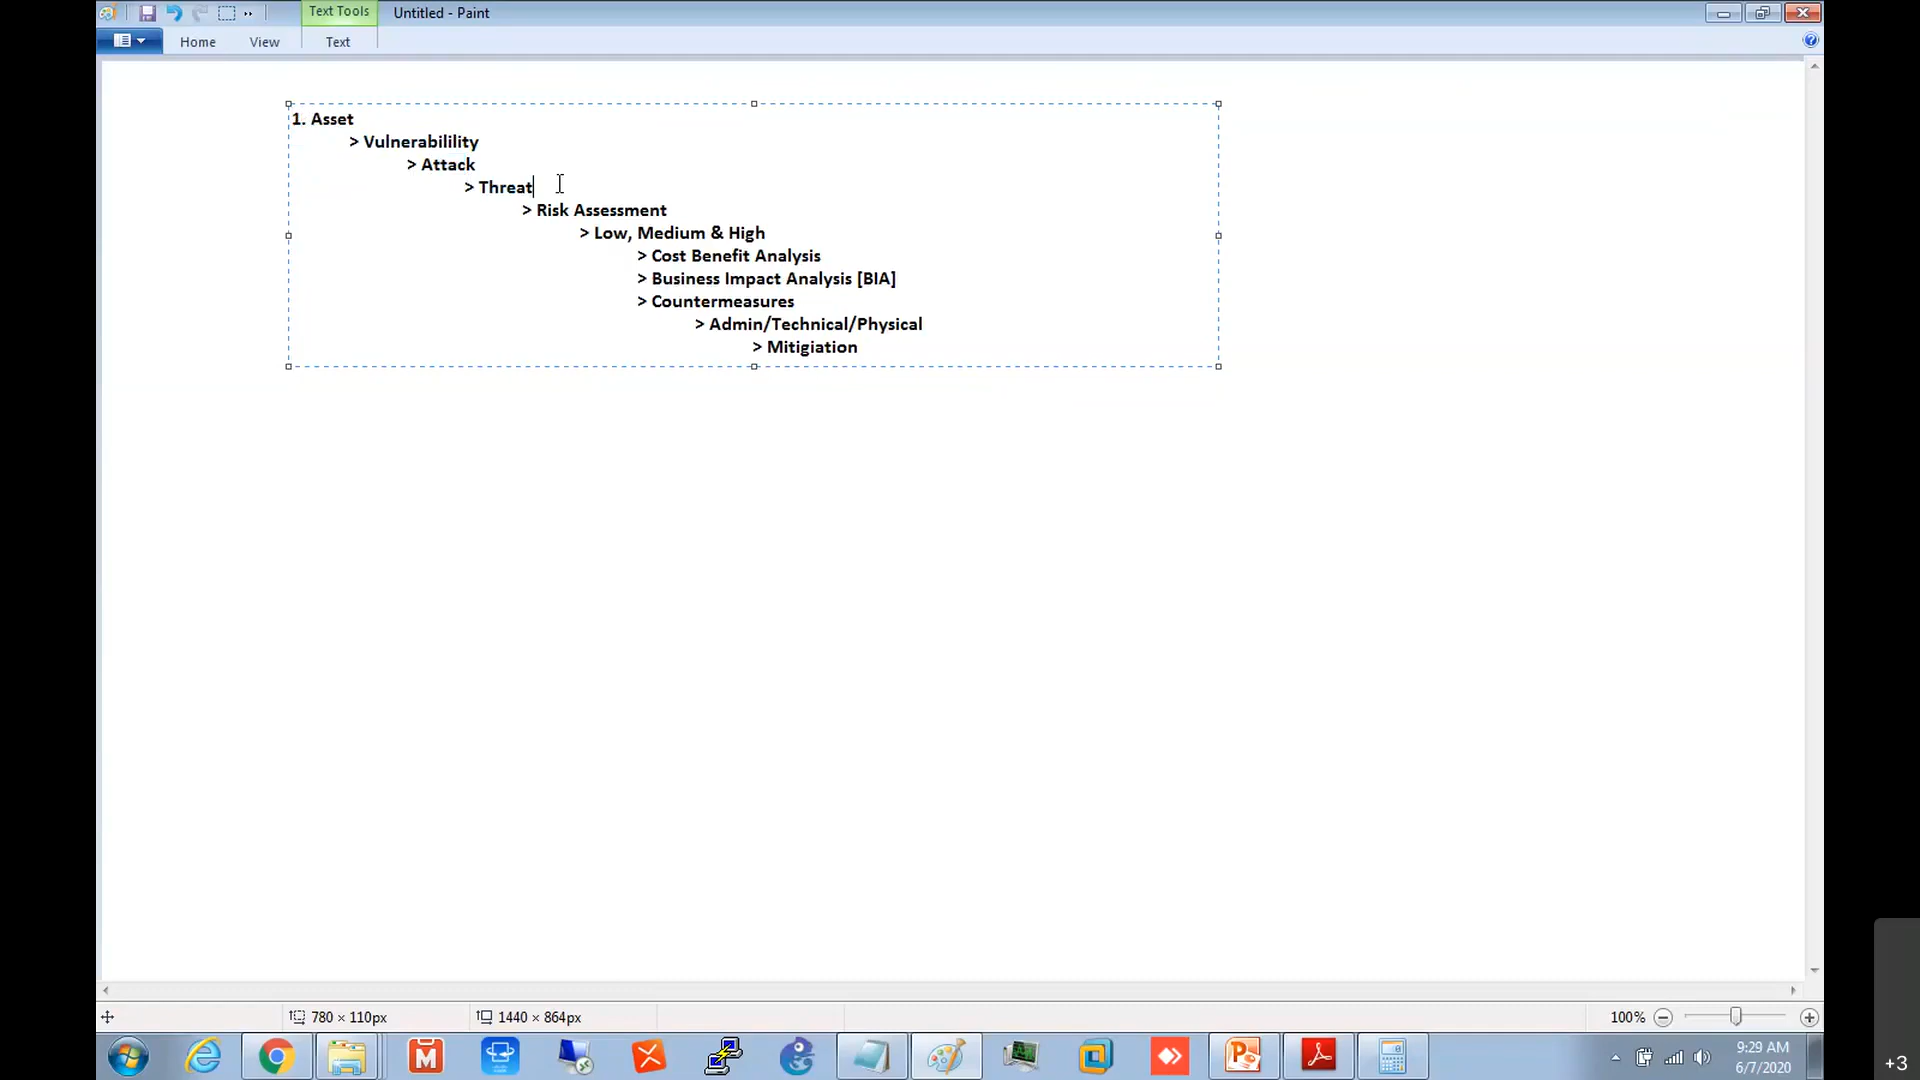 Text Tools
Untitled - Paint
Home
View
Text
1. Asset
> Vulnerabilility
> Attack
> Threat
> Risk Assessment
> Low, Medium & High
> Cost Benefit Analysis
> Business Impact Analysis [BIA]
> Countermeasures
> Admin/Technical/Physical
> Mitigiation
780 × 110px
1440 × 864px
100%
9:29 AM
6/7/2020
+3